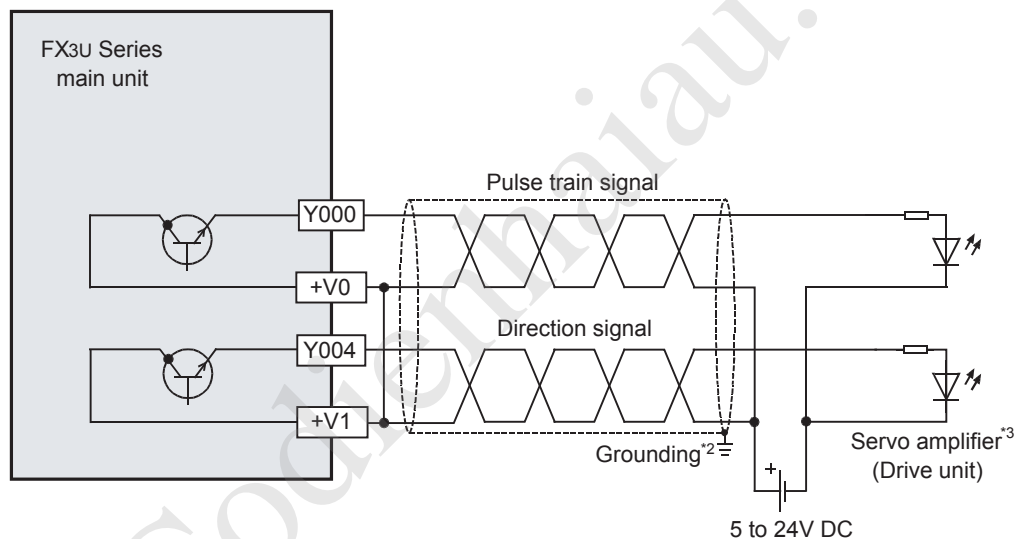 FX3U Series
main unit
Pulse train signal
Y000
+V0
Direction signal
Y004
+V1
Grounding*2
Servo amplifier*3
(Drive unit)
+
5 to 24V DC
Codienhaiau.